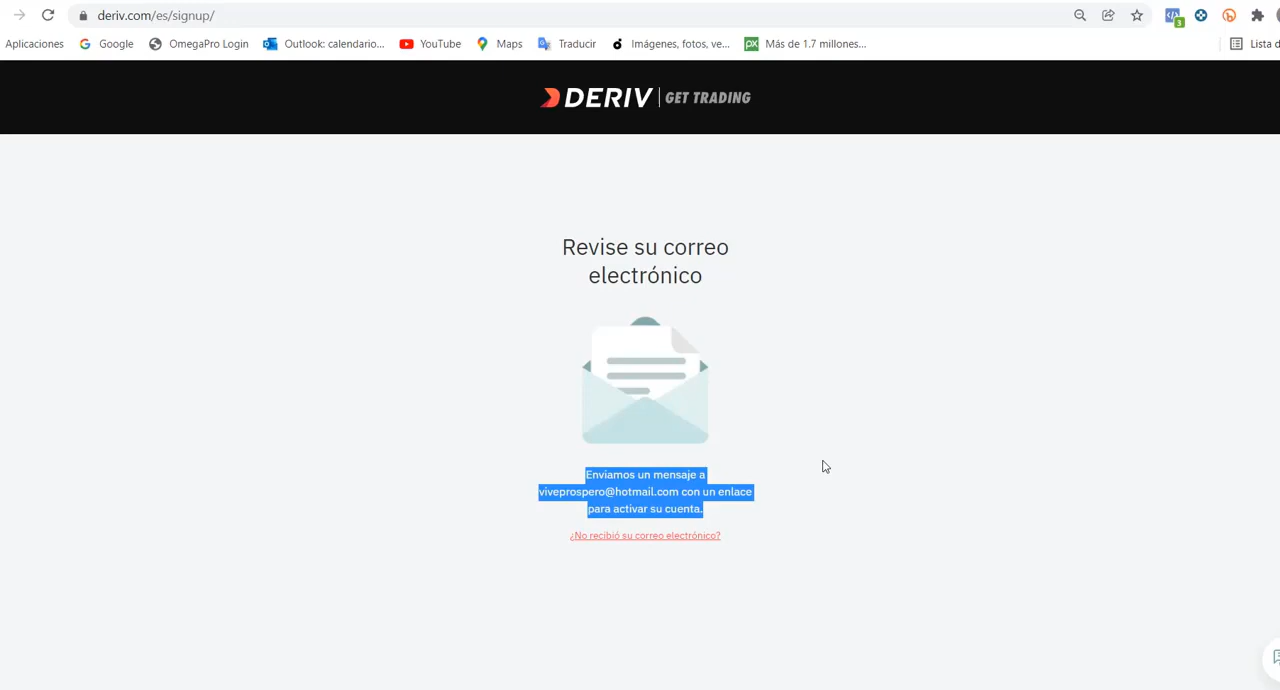 deriv.com/es/signup/
3
Aplicaciones Google OmegaPro Login Outlook: calendario... YouTube Maps Traducir Imágenes, fotos, ve... px Más de 1.7 millones... Lista d
DERIV | GET TRADING
Revise su correo
electrónico
Enviamos un mensaje a
viveprospero@hotmail.com con un enlace
para activar su cuenta.
¿No recibió su correo electrónico?